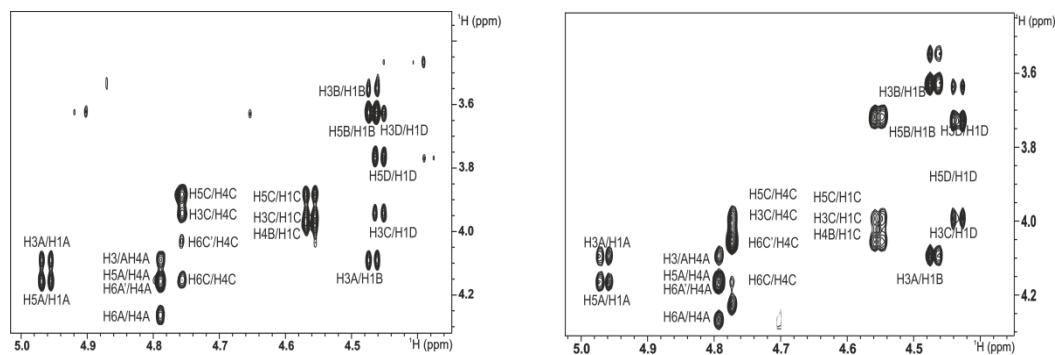 ¹H (ppm)
3.6
3.8
4.0
4.2
H3B/H1B
H5B/H1B H3D/H1D
H5D/H1D
H5C/H4C H5C/H1C
H3C/H4C H3C/H1C H3C/H1D
H4B/H1C
H3A/H1A H3/AH4A H6C'/H4C H3A/H1B
H5A/H4A
H6C/H4C
H5A/H1A H6A'/H4A
H6A/H4A
5.0 4.9 4.8 4.7 4.6 4.5 ¹H (ppm)
¹H (ppm)
3.6
3.8
4.0
4.2
H3B/H1B
H5B/H1B H3D/H1D
H5D/H1D
H5C/H4C H5C/H1C
H3C/H4C H3C/H1C
H4B/H1C H3C/H1D
H3A/H1A H3/AH4A H6C'/H4C
H5A/H4A H6C/H4C H3A/H1B
H6A'/H4A
H5A/H1A
H6A/H4A
5.0 4.9 4.8 4.7 4.6 4.5 ¹H (ppm)